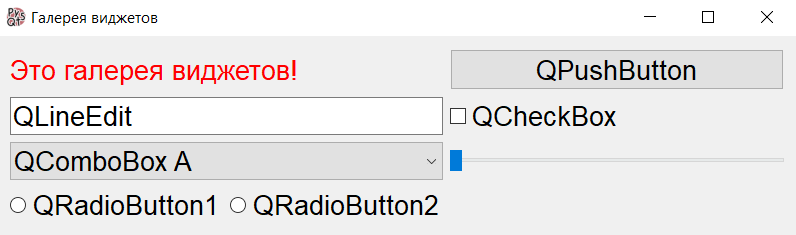 Галерея виджетов
Это галерея виджетов!
QPushButton
QLineEdit
QCheckBox
QComboBox A
QRadioButton1 QRadioButton2